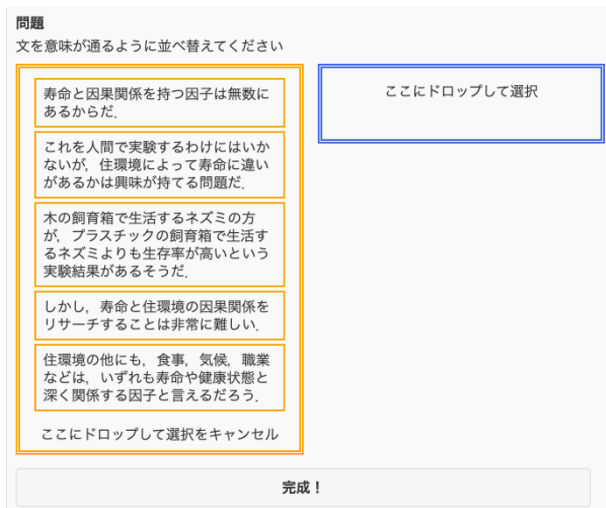 問題
文を意味が通るように並べ替えてください
寿命と因果関係を持つ因子は無数に
あるからだ．
これを人間で実験するわけにはいか
ないが，住環境によって寿命に違い
があるかは興味が持てる問題だ．
木の飼育箱で生活するネズミの方
が，プラスチックの飼育箱で生活す
るネズミよりも生存率が高いという
実験結果があるそうだ．
しかし，寿命と住環境の因果関係を
リサーチすることは非常に難しい．
住環境の他にも，食事，気候，職業
などは，いずれも寿命や健康状態と
深く関係する因子と言えるだろう．
ここにドロップして選択をキャンセル
ここにドロップして選択
完成！